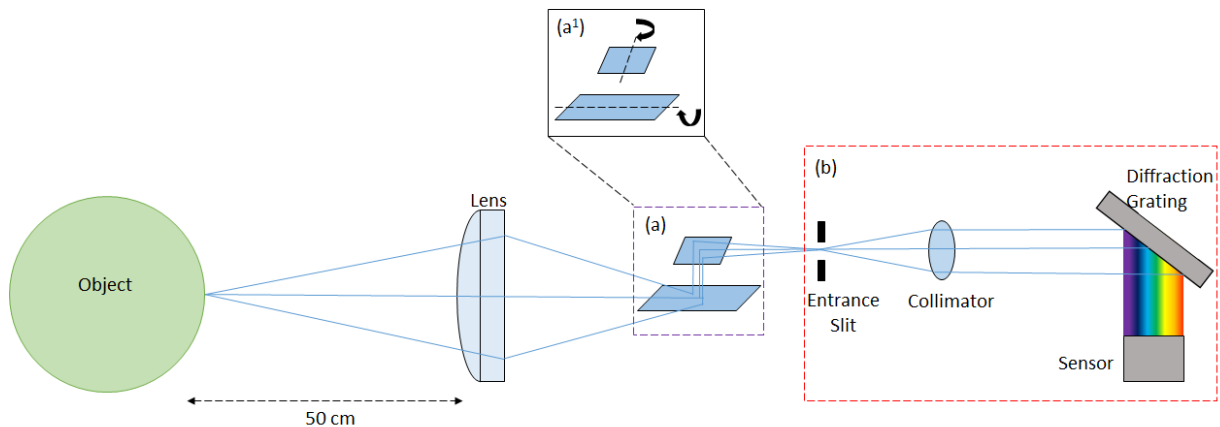 (a¹)
Object
Lens
50 cm
(a)
(b)
Entrance
Slit
Collimator
Diffraction
Grating
Sensor